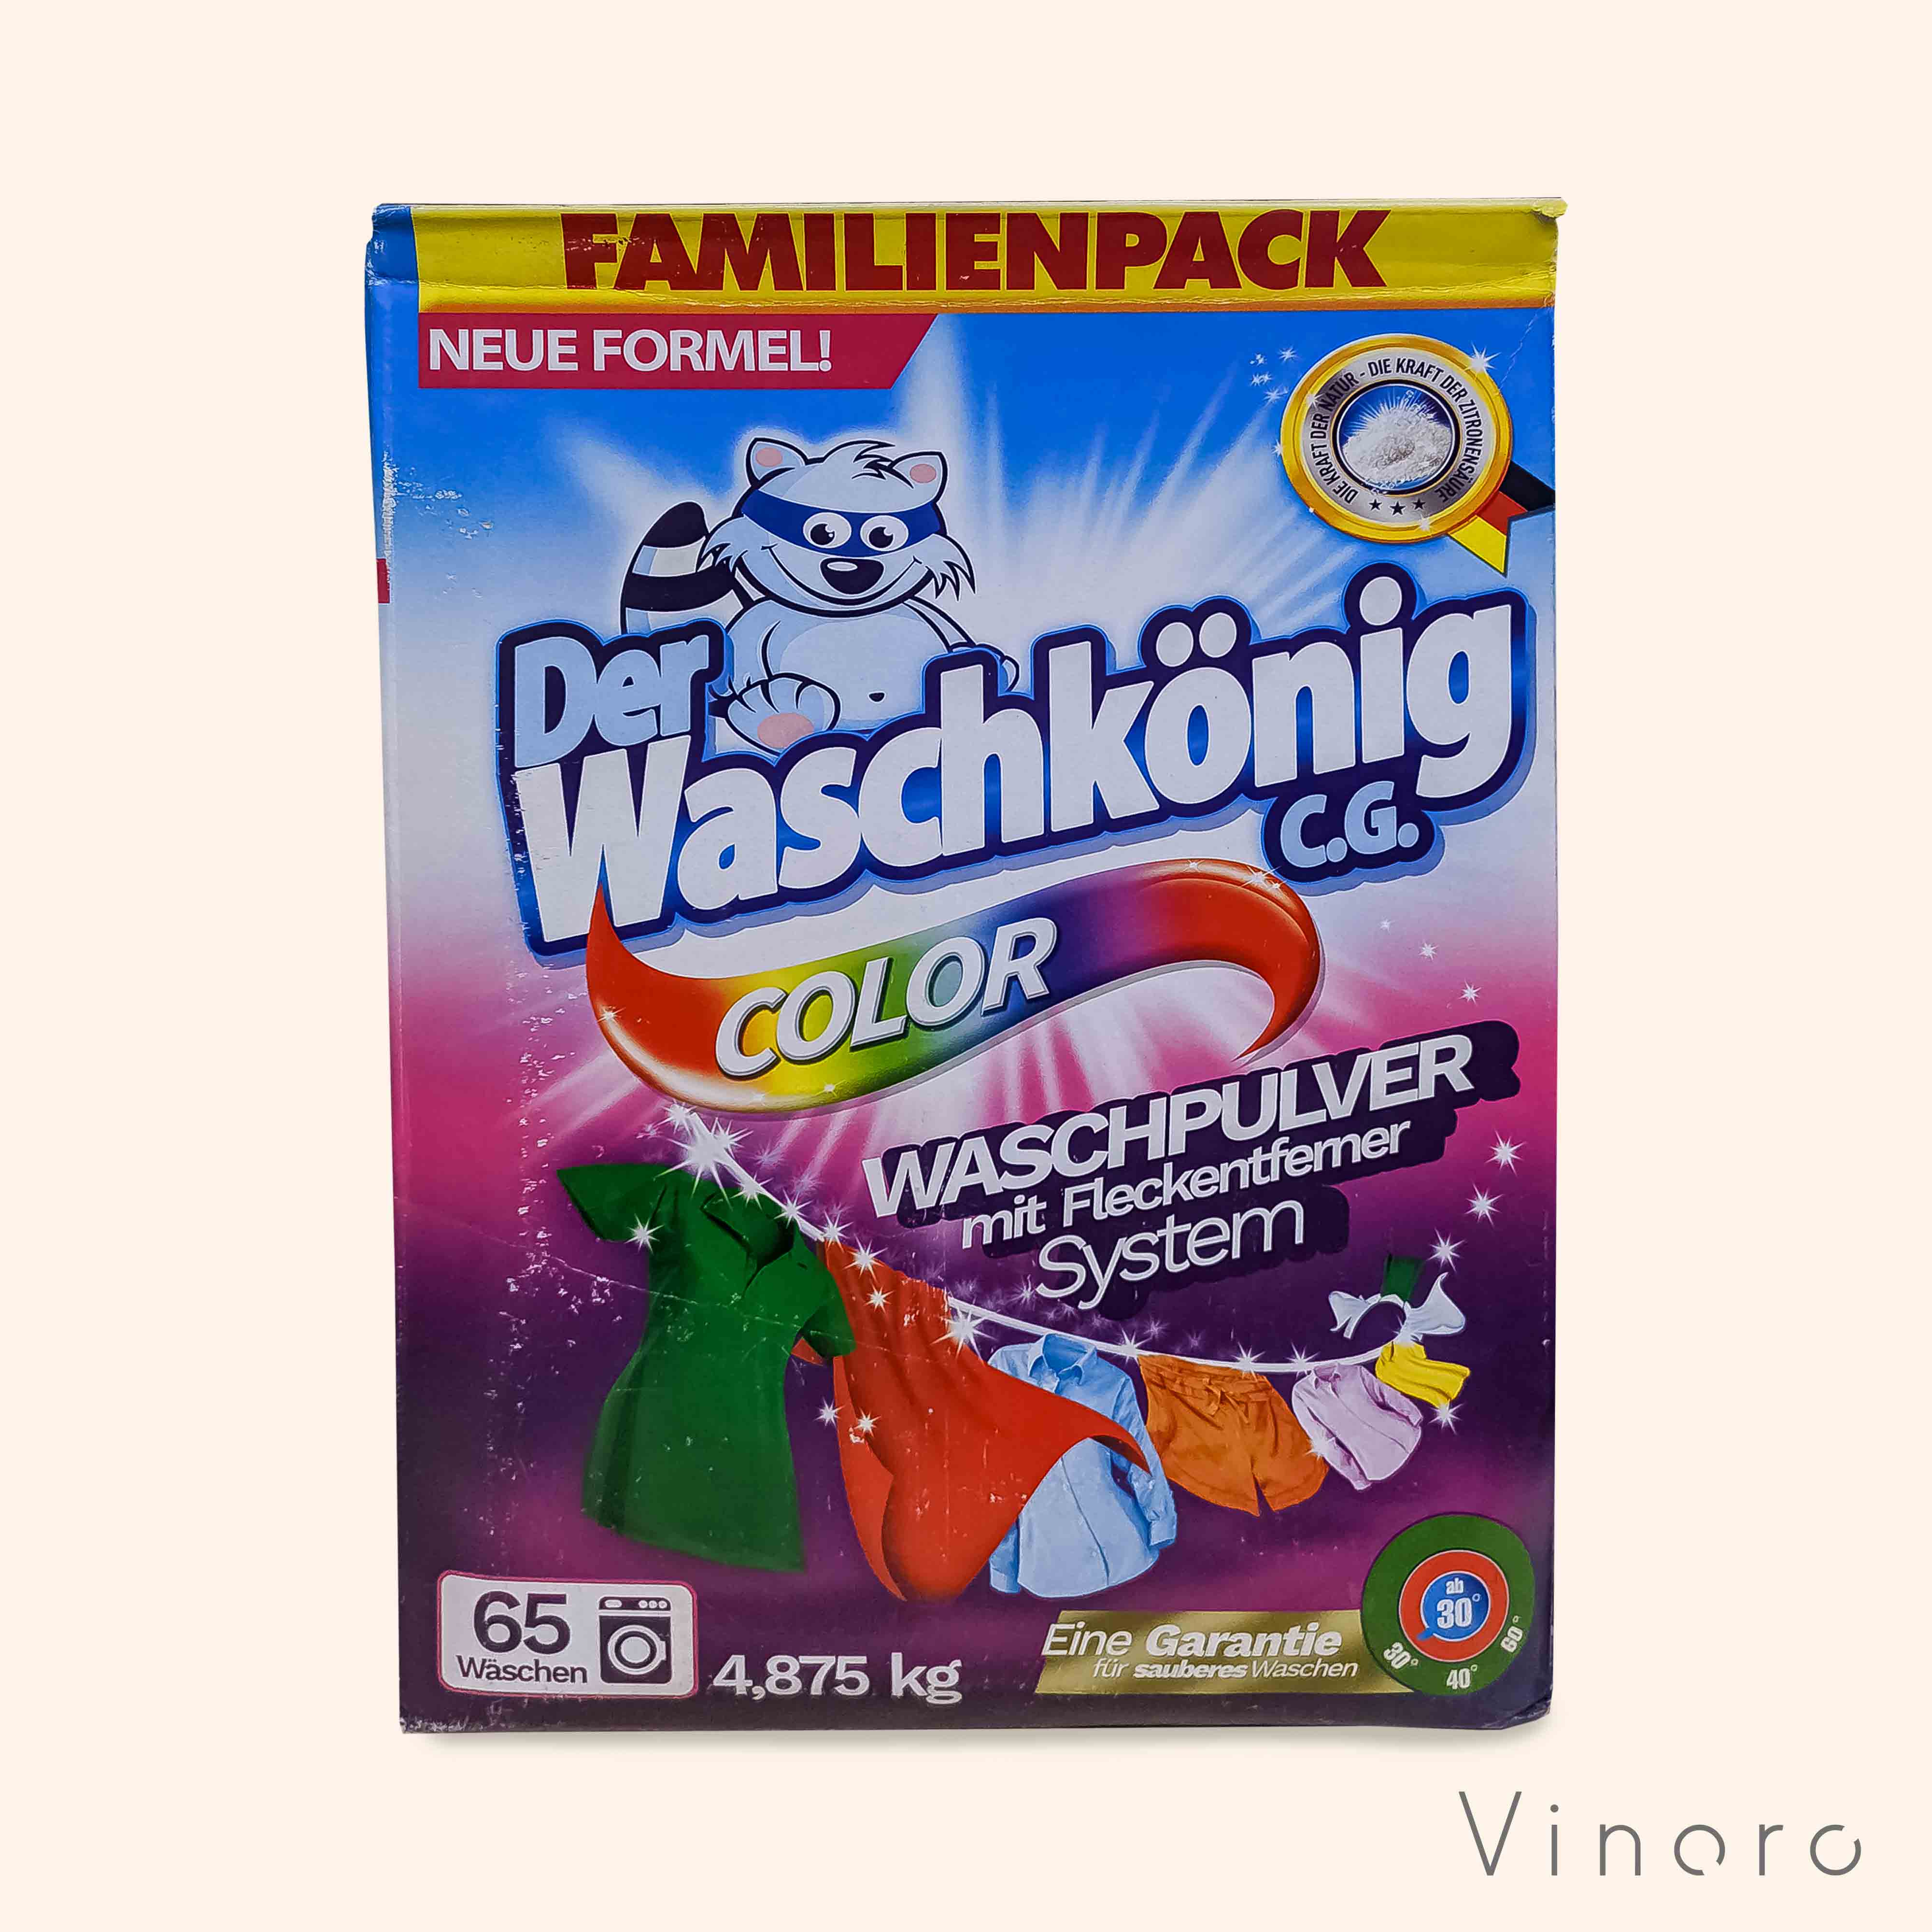 FAMILIENPACK
NEUE FORMEL!
DIE KRAFT DER NATUR - DIE KRAFT DER ZITRONENSÄURE
Der
Waschkönig
C.G.
COLOR
WASCHPULVER
mit Fleckentferner
System
65
Wäschen
4,875 kg
Eine Garantie
für sauberes Waschen
ab
30°
30°
40°
60°
Vinoro